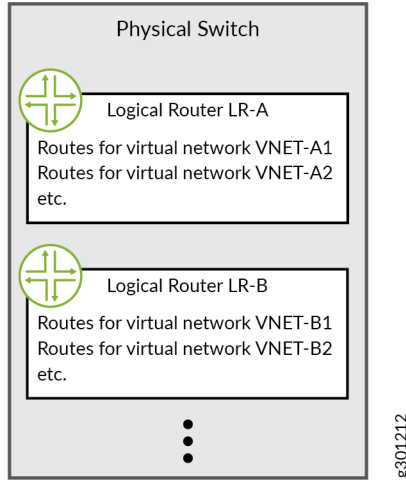 Physical Switch
Logical Router LR-A
Routes for virtual network VNET-A1
Routes for virtual network VNET-A2
etc.
Logical Router LR-B
Routes for virtual network VNET-B1
Routes for virtual network VNET-B2
etc.
g301212